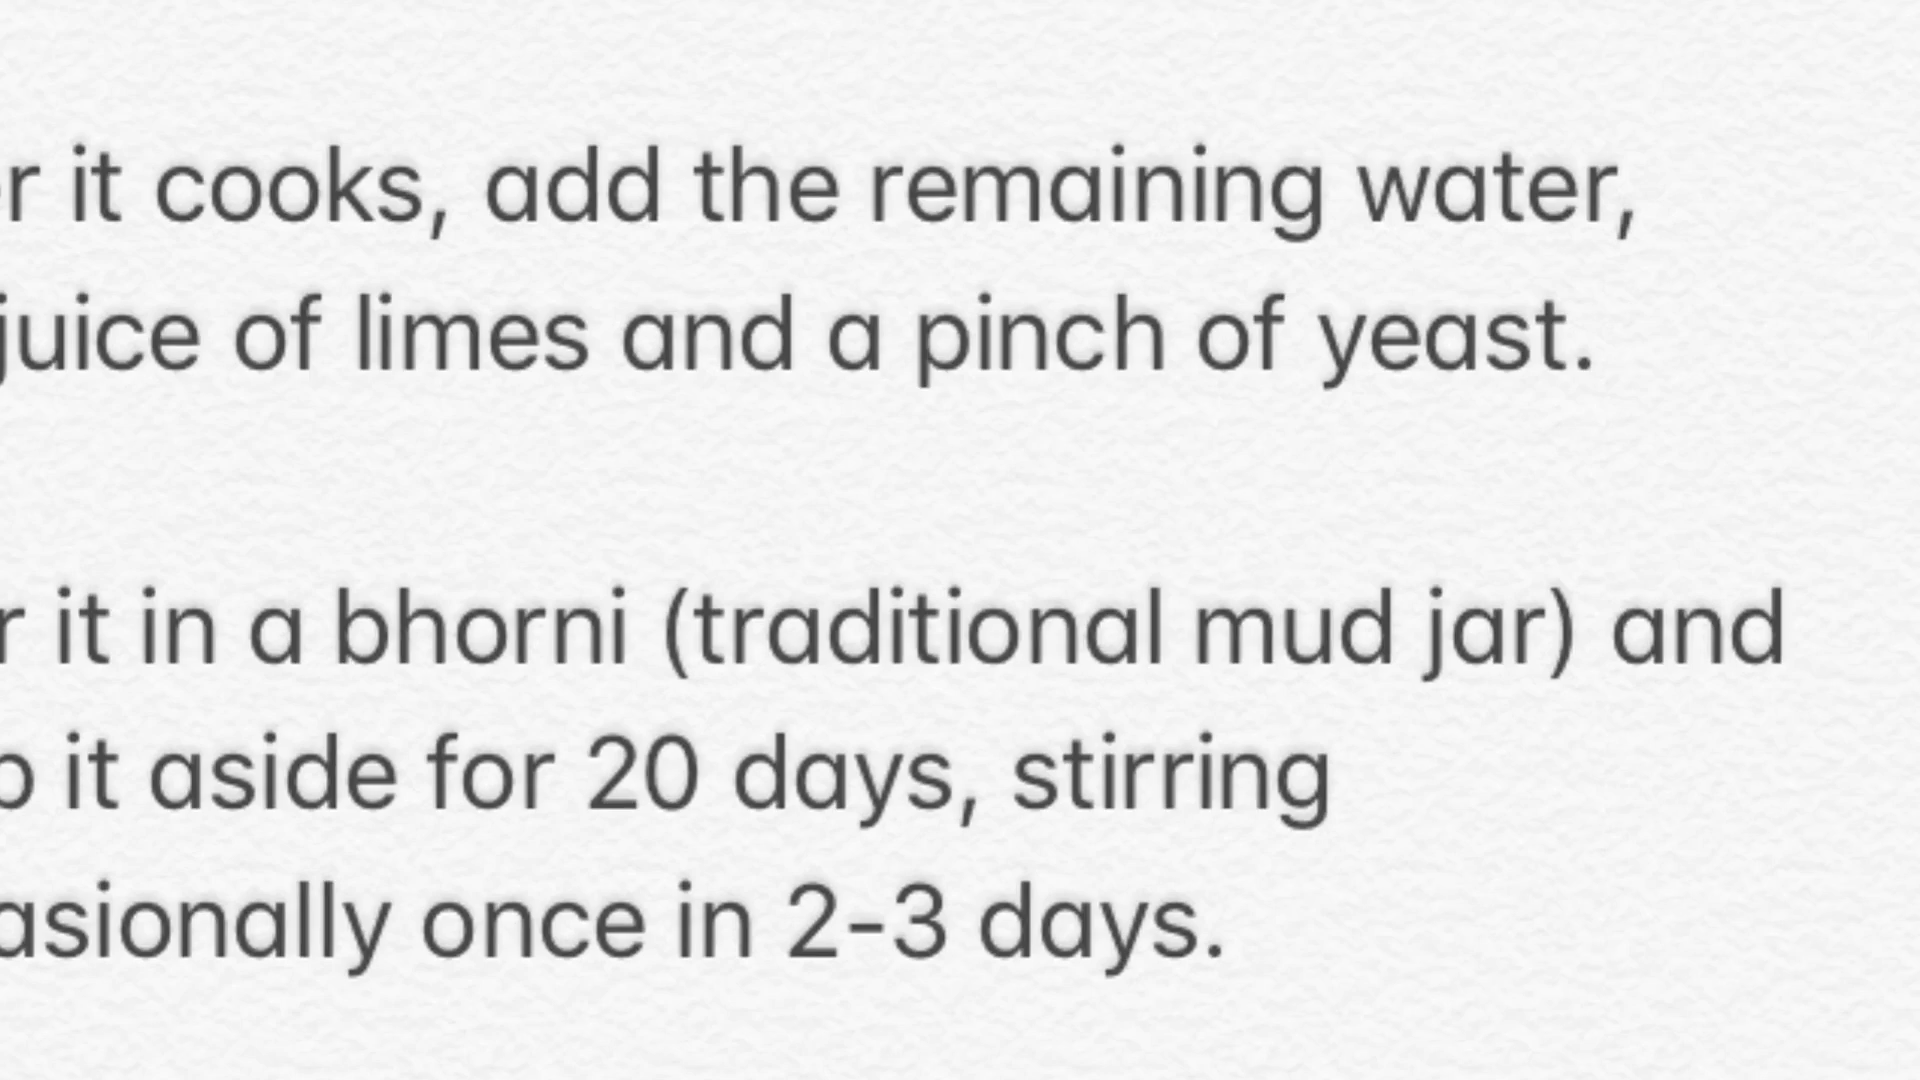 r it cooks, add the remaining water,
juice of limes and a pinch of yeast.
r it in a bhorni (traditional mud jar) and
p it aside for 20 days, stirring
asionally once in 2-3 days.